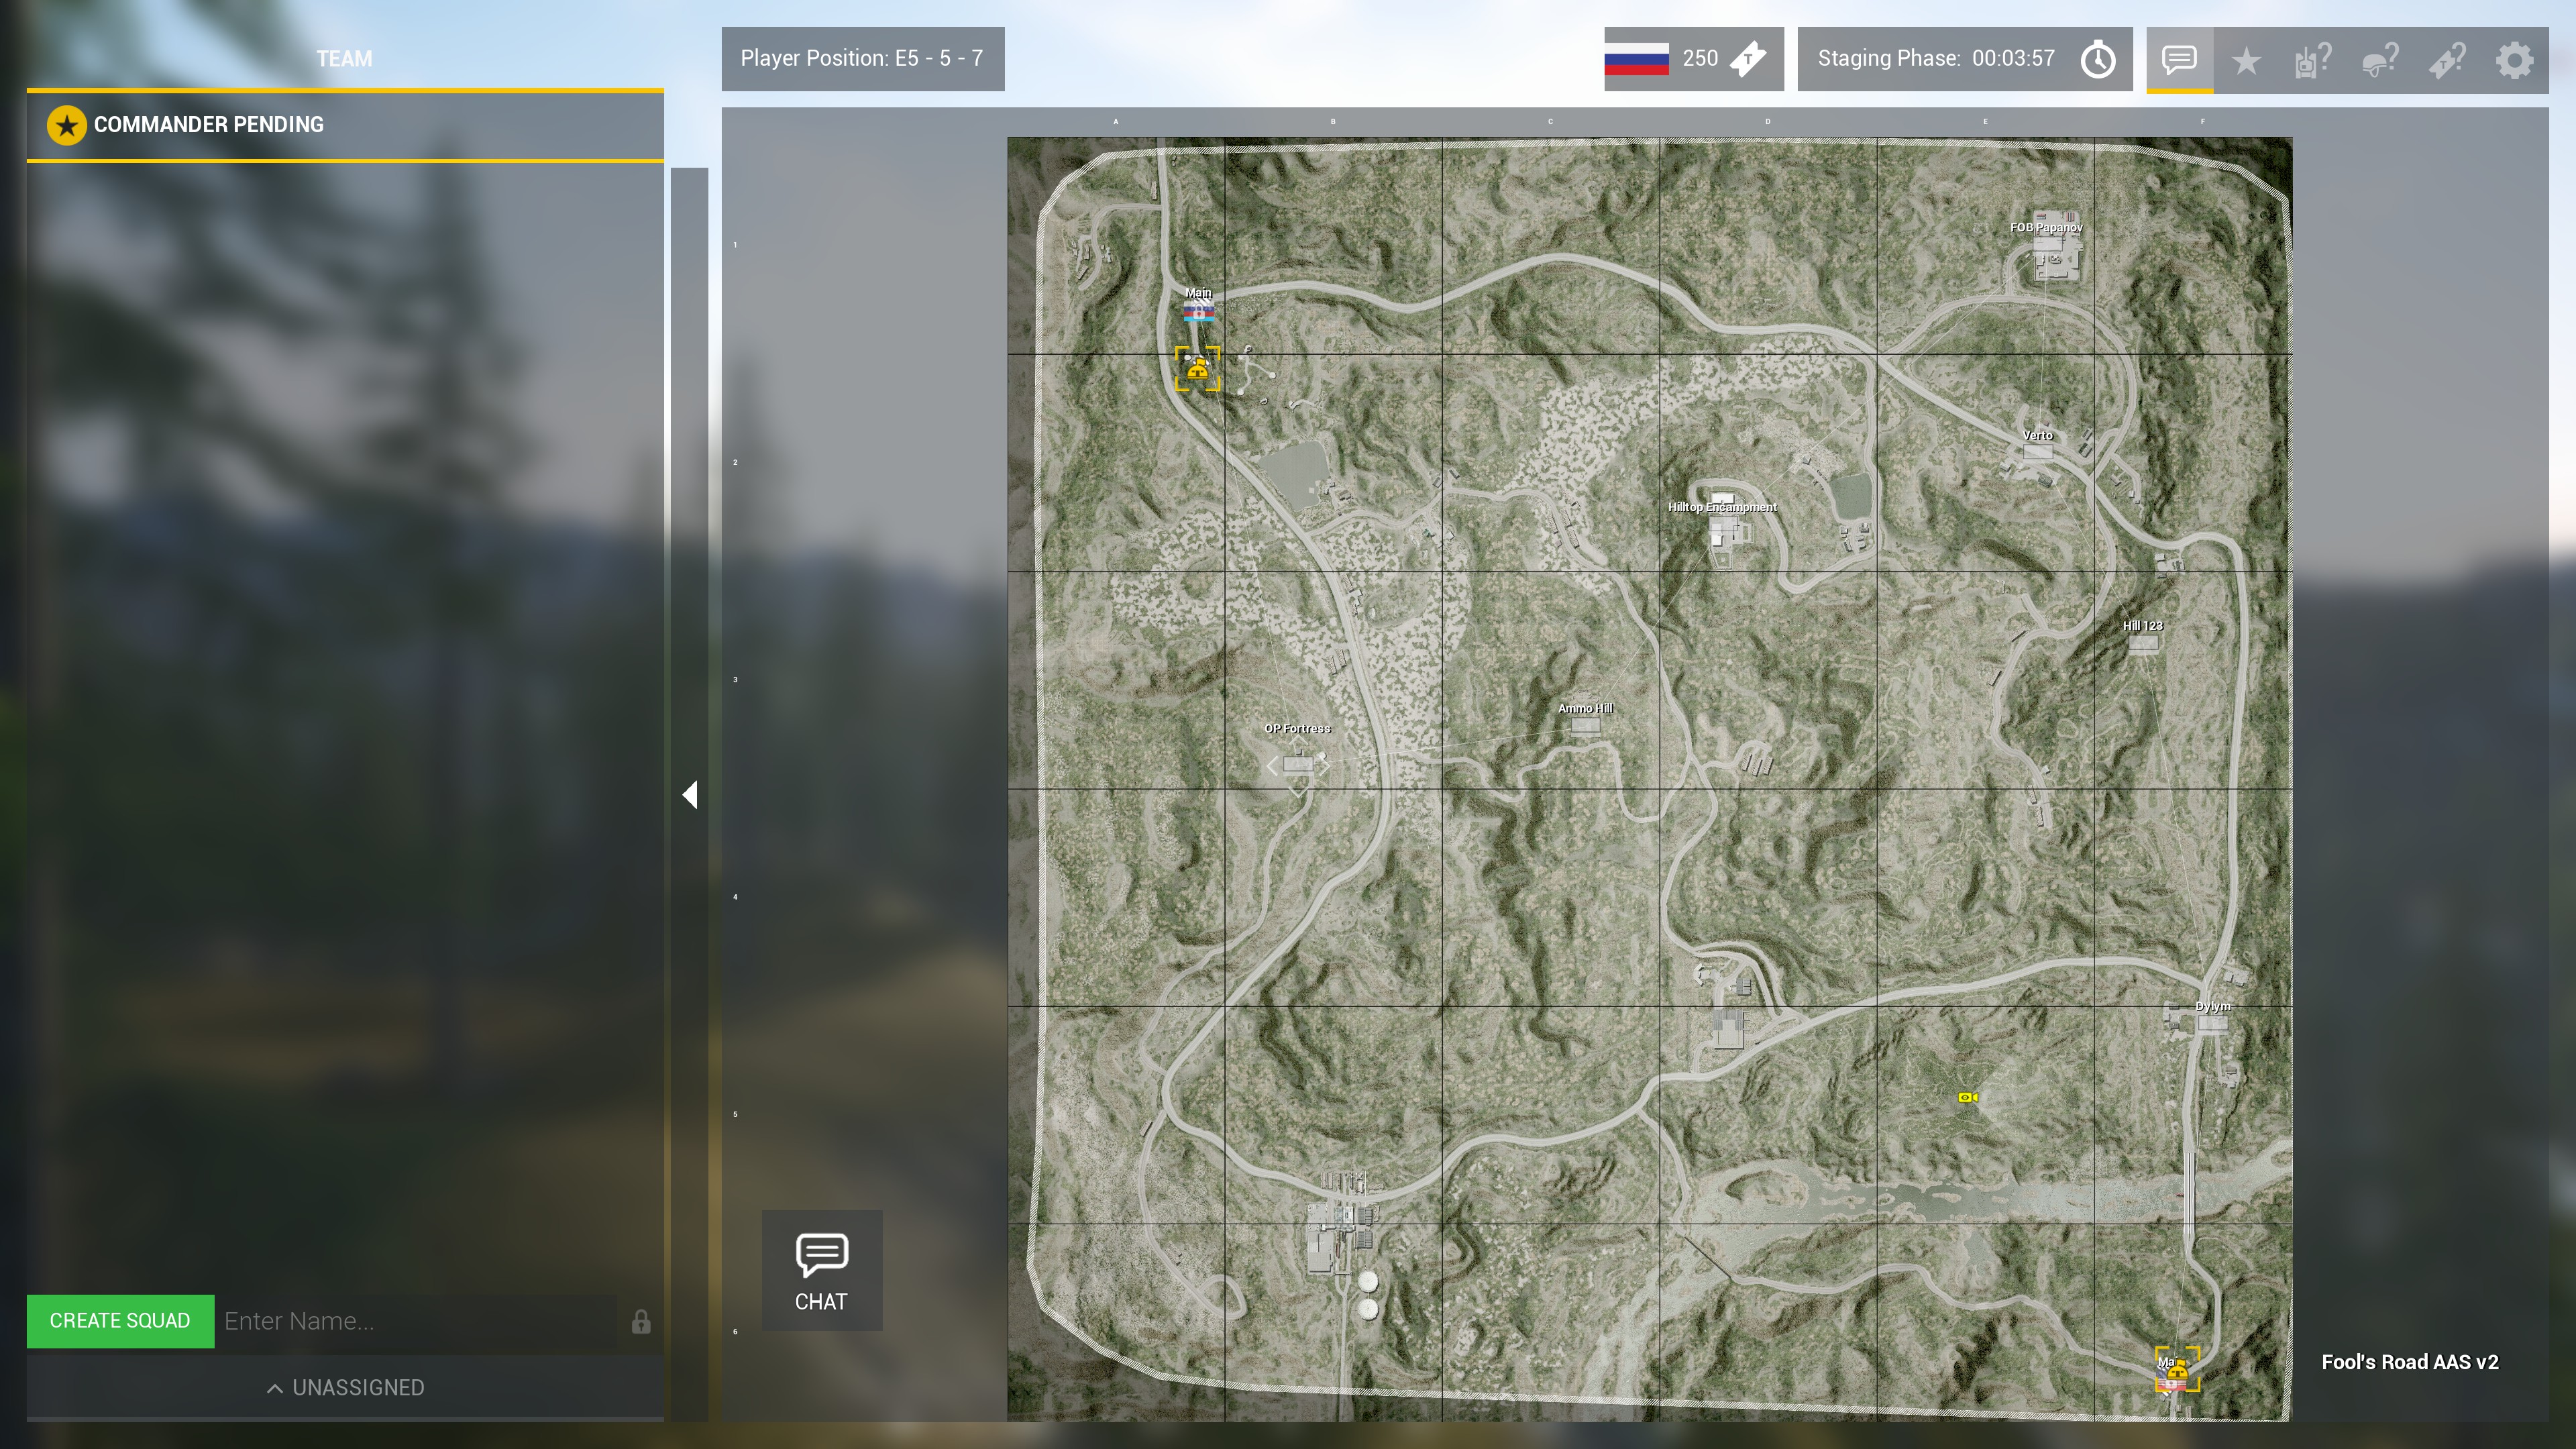 TEAM
Player Position: E5 - 5 - 7
250
Staging Phase: 00:03:57
COMMANDER PENDING
A B C D E F
1
FOB Papanov
Main
Verto
2
Hilltop Encampment
Hill 123
3
Ammo Hill
OP Fortress
4
Dylym
5
CHAT
CREATE SQUAD
Enter Name...
6
Ma
Fool's Road AAS v2
UNASSIGNED